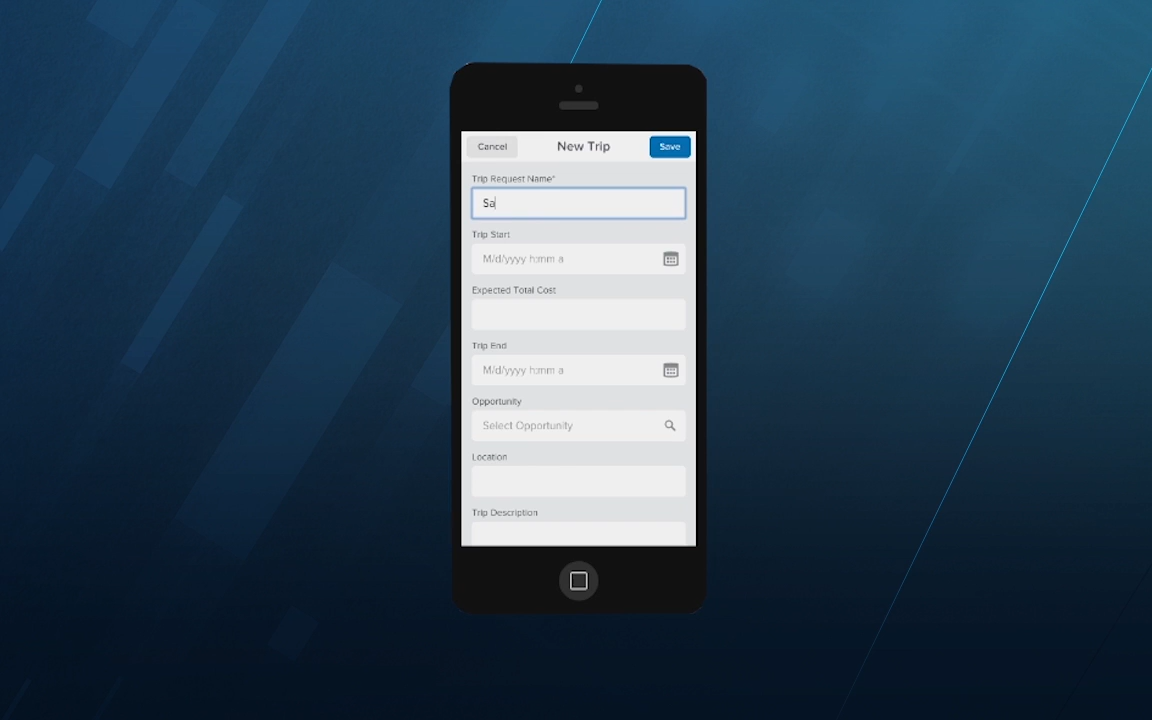 Cancel New Trip Save
Trip Request Name*
Sa
Trip Start
M/d/yyyy h:mm a
Expected Total Cost
Trip End
M/d/yyyy h:mm a
Opportunity
Select Opportunity
Location
Trip Description